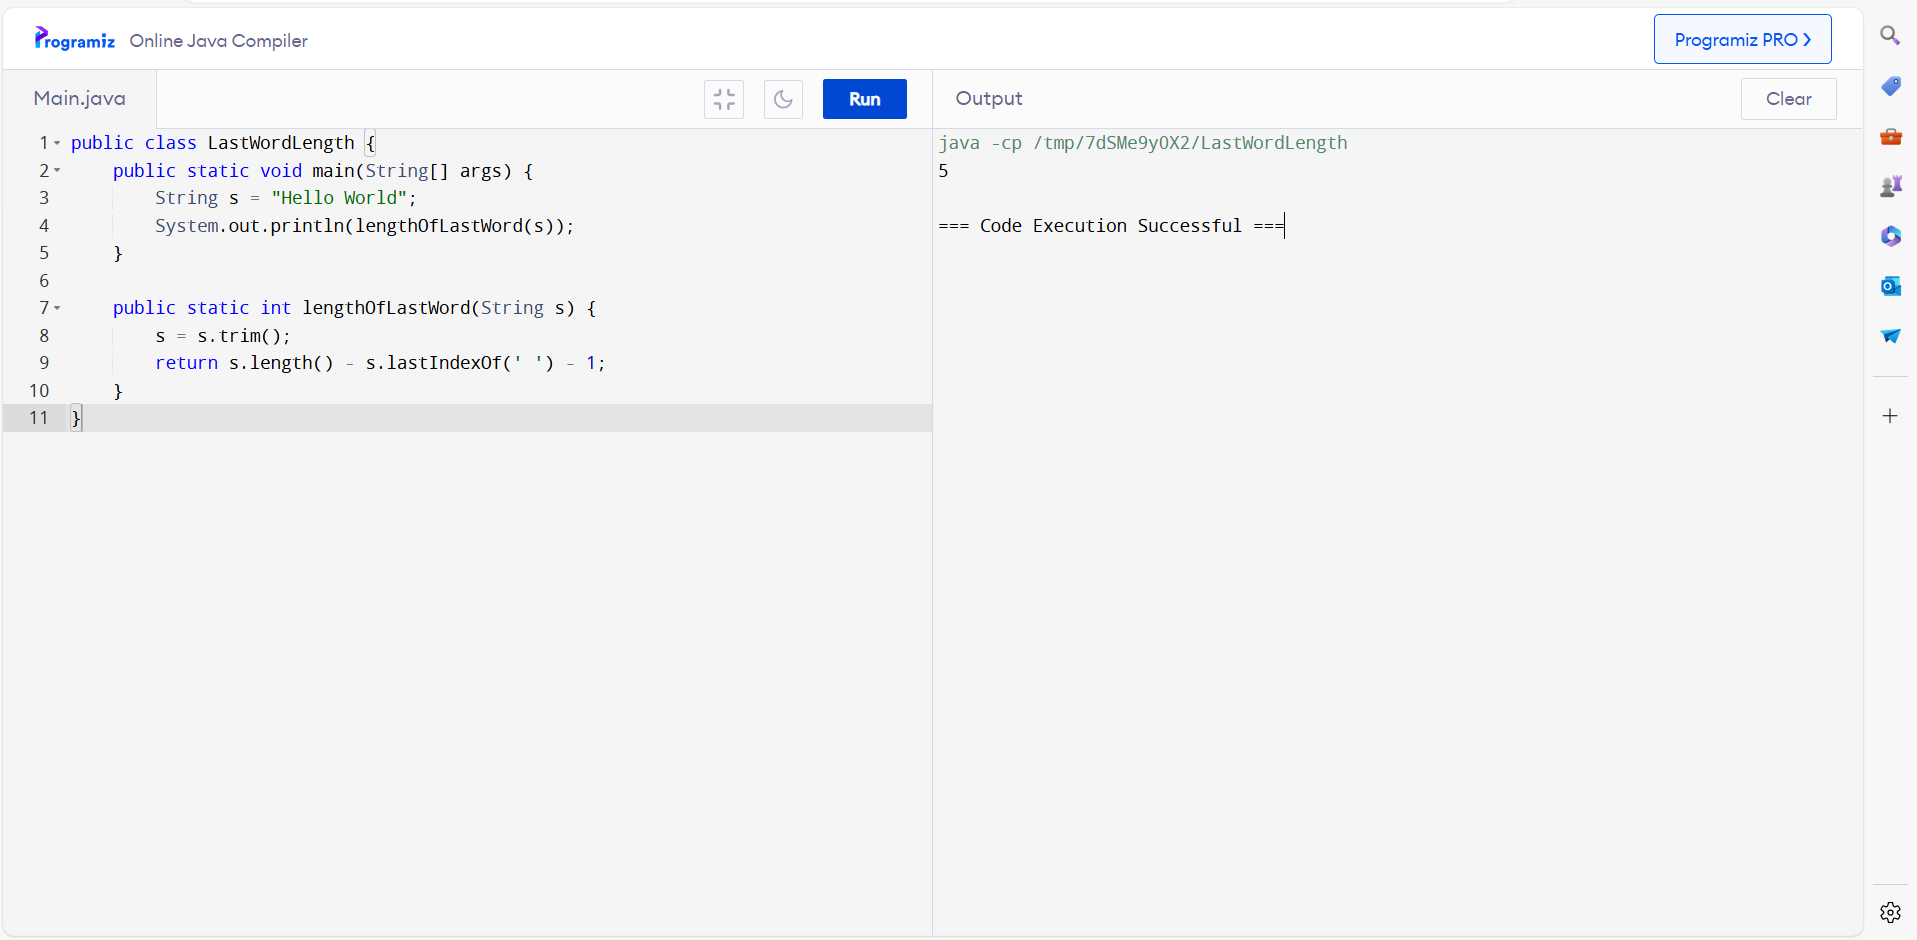 Programiz Online Java Compiler
Programiz PRO ❯
Main.java
Run
Output
Clear
1 public class LastWordLength {
2     public static void main(String[] args) {
3         String s = "Hello World";
4         System.out.println(lengthOfLastWord(s));
5     }
6
7     public static int lengthOfLastWord(String s) {
8         s = s.trim();
9         return s.length() - s.lastIndexOf(' ') - 1;
10     }
11 }
java -cp /tmp/7dSMe9y0X2/LastWordLength
5
=== Code Execution Successful ===